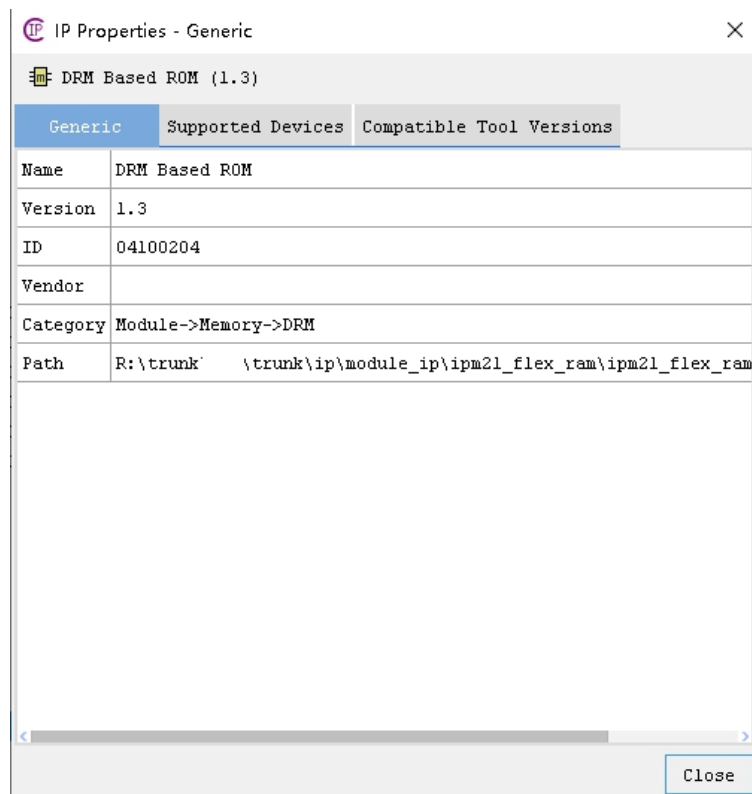 IP IP Properties - Generic
m DRM Based ROM (1.3)
Generic Supported Devices Compatible Tool Versions
Name DRM Based ROM
Version 1.3
ID 04100204
Vendor
Category Module->Memory->DRM
Path R:\trunk \trunk\ip\module_ip\ipm2l_flex_ram\ipm2l_flex_ram
Close